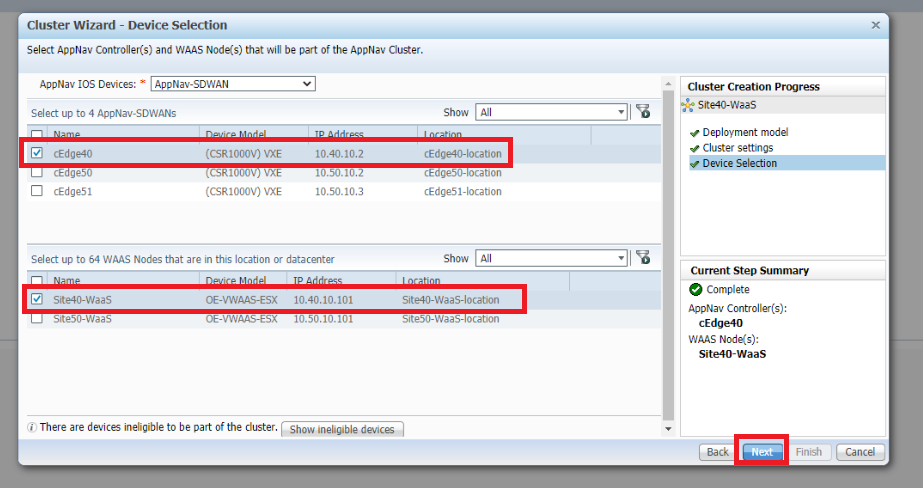 Cluster Wizard - Device Selection
Select AppNav Controller(s) and WAAS Node(s) that will be part of the AppNav Cluster.
AppNav IOS Devices: * AppNav-SDWAN
Select up to 4 AppNav-SDWANs Show All
Name Device Model IP Address Location
cEdge40 (CSR1000V) VXE 10.40.10.2 cEdge40-location
cEdge50 (CSR1000V) VXE 10.50.10.2 cEdge50-location
cEdge51 (CSR1000V) VXE 10.50.10.3 cEdge51-location
Select up to 64 WAAS Nodes that are in this location or datacenter Show All
Name Device Model IP Address Location
Site40-WaaS OE-VWAAS-ESX 10.40.10.101 Site40-WaaS-location
Site50-WaaS OE-VWAAS-ESX 10.50.10.101 Site50-WaaS-location
There are devices ineligible to be part of the cluster. Show ineligible devices
Cluster Creation Progress
Site40-WaaS
Deployment model
Cluster settings
Device Selection
Current Step Summary
Complete
AppNav Controller(s):
cEdge40
WAAS Node(s):
Site40-WaaS
Back Next Finish Cancel